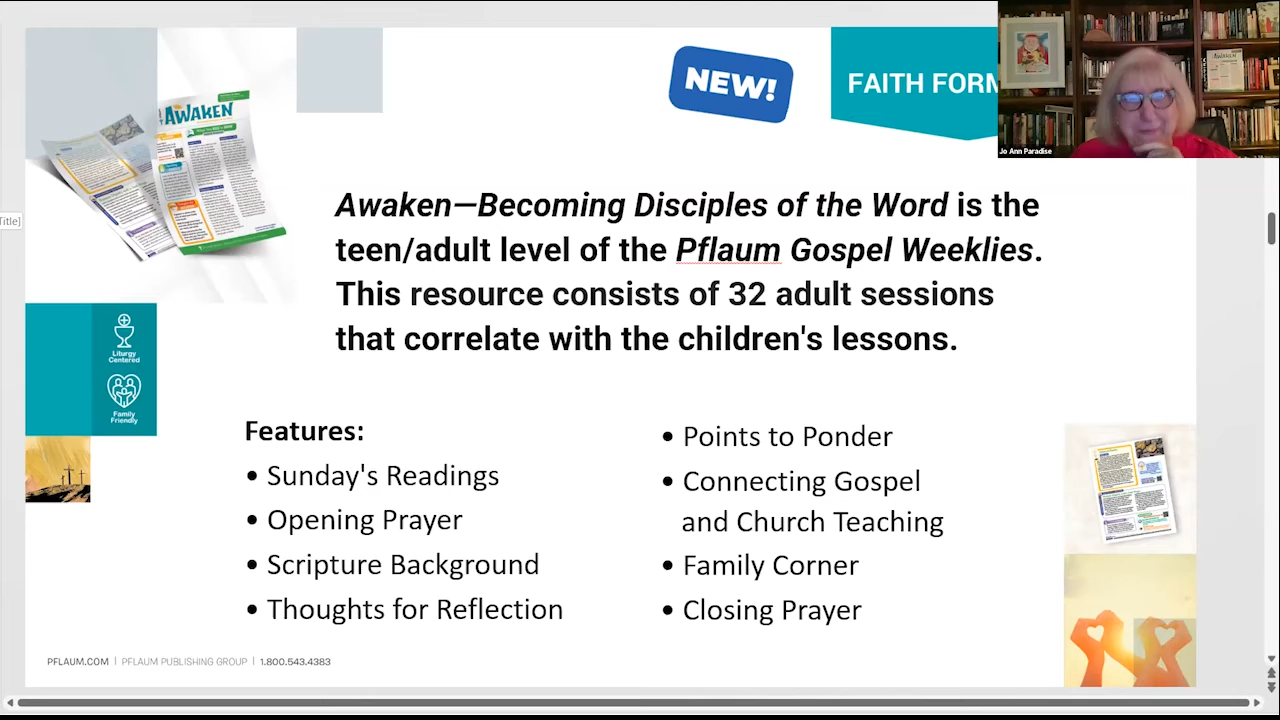 NEW!
FAITH FORM
Jo Ann Paradise
AWAKEN
AWAKEN
Title]
Awaken—Becoming Disciples of the Word is the
teen/adult level of the Pflaum Gospel Weeklies.
This resource consists of 32 adult sessions
that correlate with the children's lessons.
Liturgy
Centered
Family
Friendly
Features:
• Sunday's Readings
• Opening Prayer
• Scripture Background
• Thoughts for Reflection
• Points to Ponder
• Connecting Gospel
and Church Teaching
• Family Corner
• Closing Prayer
PFLAUM.COM | PFLAUM PUBLISHING GROUP | 1.800.543.4383